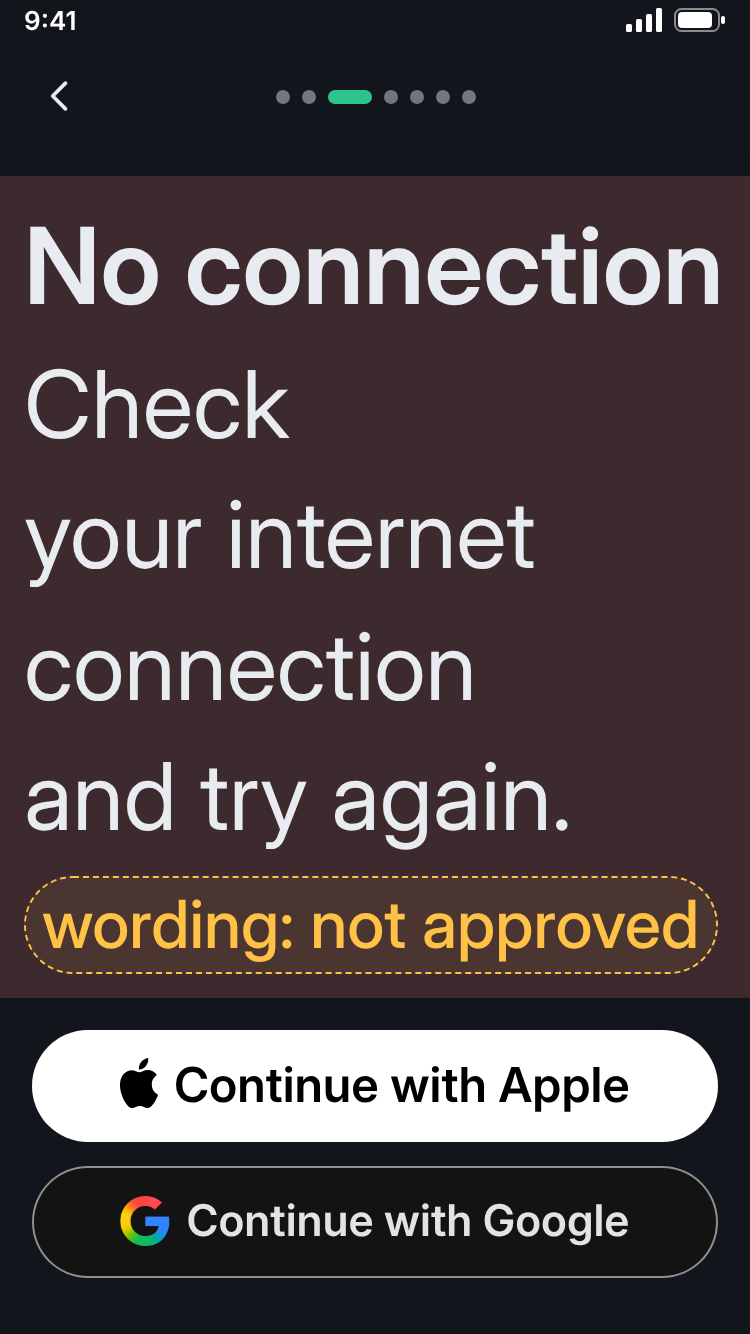 9:41
No connection
Check
your internet
connection
and try again.
wording: not approved
Continue with Apple
Continue with Google